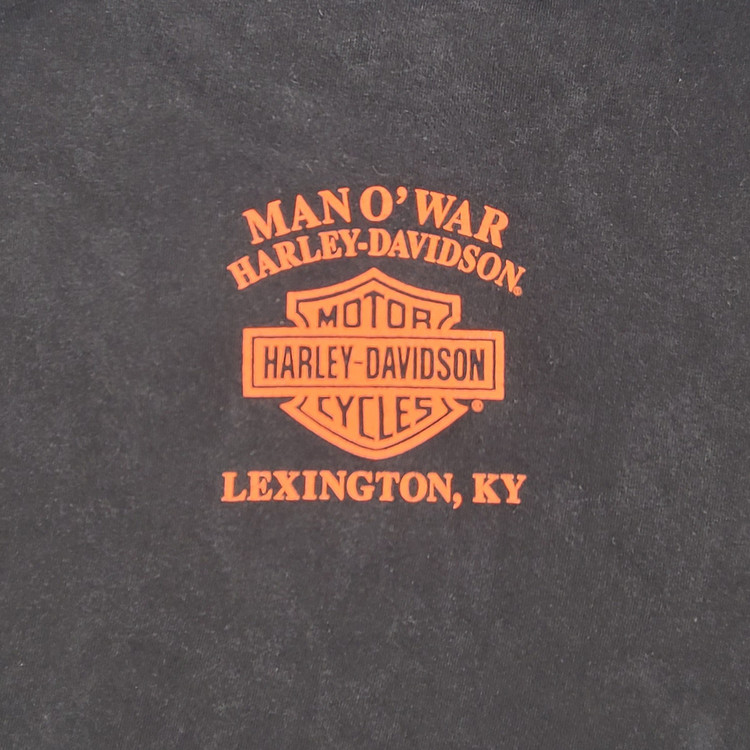 MAN O' WAR
HARLEY-DAVIDSON®
MOTOR
HARLEY-DAVIDSON
CYCLES®
LEXINGTON, KY